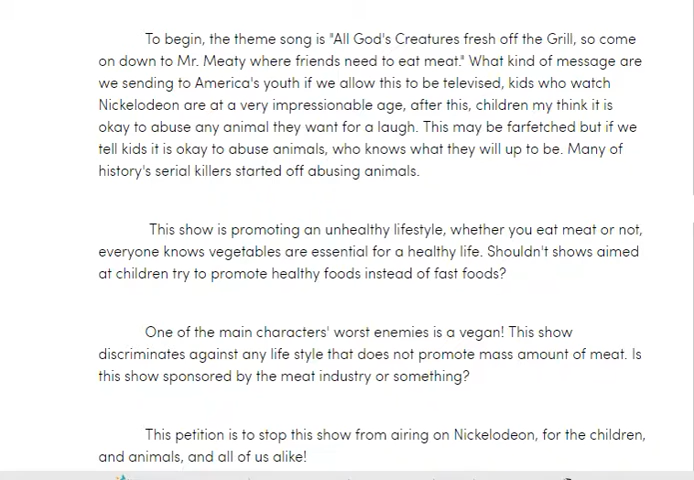 To begin, the theme song is "All God's Creatures fresh off the Grill, so come
on down to Mr. Meaty where friends need to eat meat." What kind of message are
we sending to America's youth if we allow this to be televised, kids who watch
Nickelodeon are at a very impressionable age, after this, children my think it is
okay to abuse any animal they want for a laugh. This may be farfetched but if we
tell kids it is okay to abuse animals, who knows what they will up to be. Many of
history's serial killers started off abusing animals.
This show is promoting an unhealthy lifestyle, whether you eat meat or not,
everyone knows vegetables are essential for a healthy life. Shouldn't shows aimed
at children try to promote healthy foods instead of fast foods?
One of the main characters' worst enemies is a vegan! This show
discriminates against any life style that does not promote mass amount of meat. Is
this show sponsored by the meat industry or something?
This petition is to stop this show from airing on Nickelodeon, for the children,
and animals, and all of us alike!